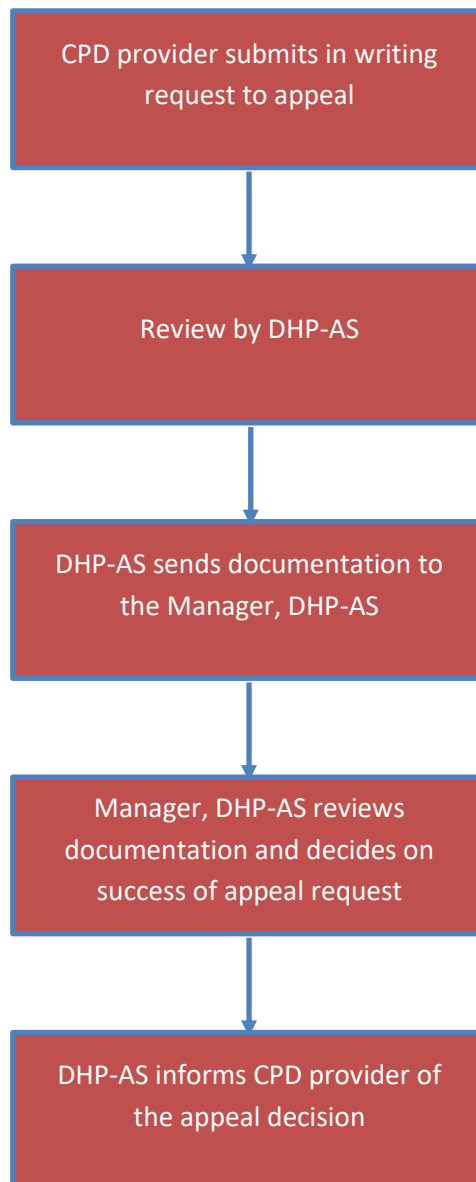 CPD provider submits in writing
request to appeal
Review by DHP-AS
DHP-AS sends documentation to
the Manager, DHP-AS
Manager, DHP-AS reviews
documentation and decides on
success of appeal request
DHP-AS informs CPD provider of
the appeal decision